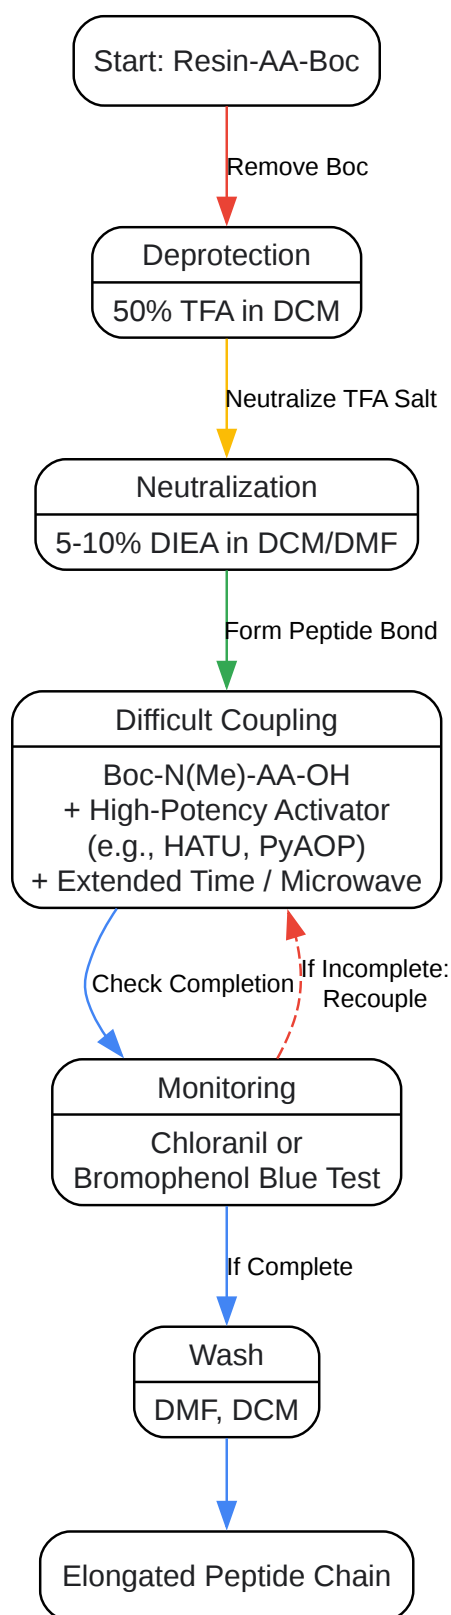 Start: Resin-AA-Boc
Remove Boc
Deprotection
50% TFA in DCM
Neutralize TFA Salt
Neutralization
5-10% DIEA in DCM/DMF
Form Peptide Bond
Difficult Coupling
Boc-N(Me)-AA-OH
+ High-Potency Activator
(e.g., HATU, PyAOP)
+ Extended Time / Microwave
Check Completion
If Incomplete:
Recouple
Monitoring
Chloranil or
Bromophenol Blue Test
If Complete
Wash
DMF, DCM
Elongated Peptide Chain